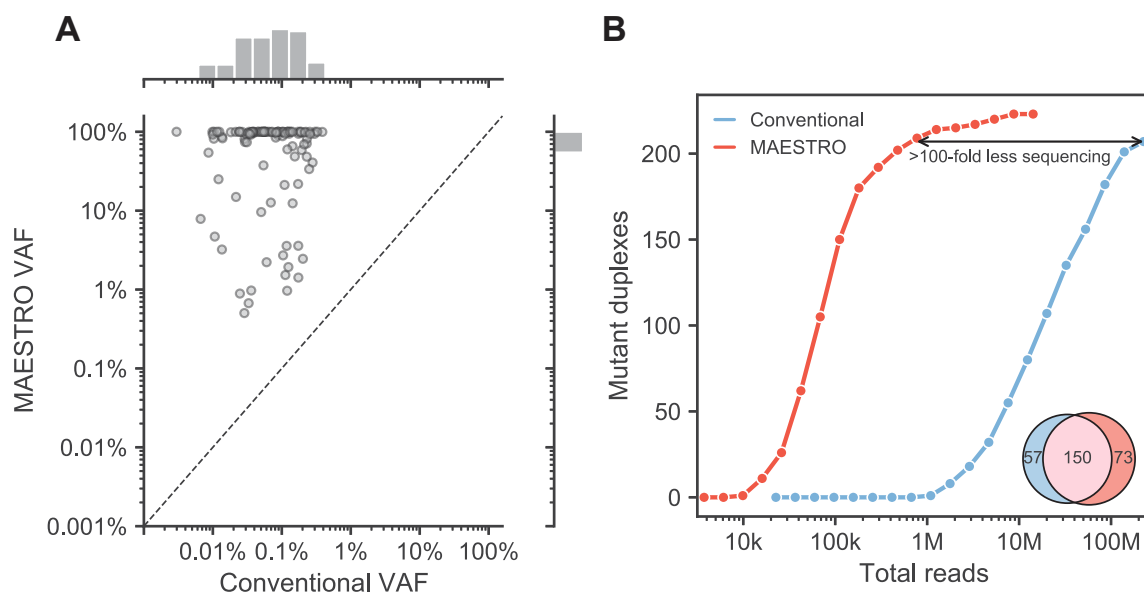 A
100%
10%
1%
0.1%
0.01%
0.001%
MAESTRO VAF
0.01%
0.1%
1%
10%
100%
Conventional VAF
B
Conventional
MAESTRO
>100-fold less sequencing
200
150
100
50
0
Mutant duplexes
57
150
73
10k
100k
1M
10M
100M
Total reads